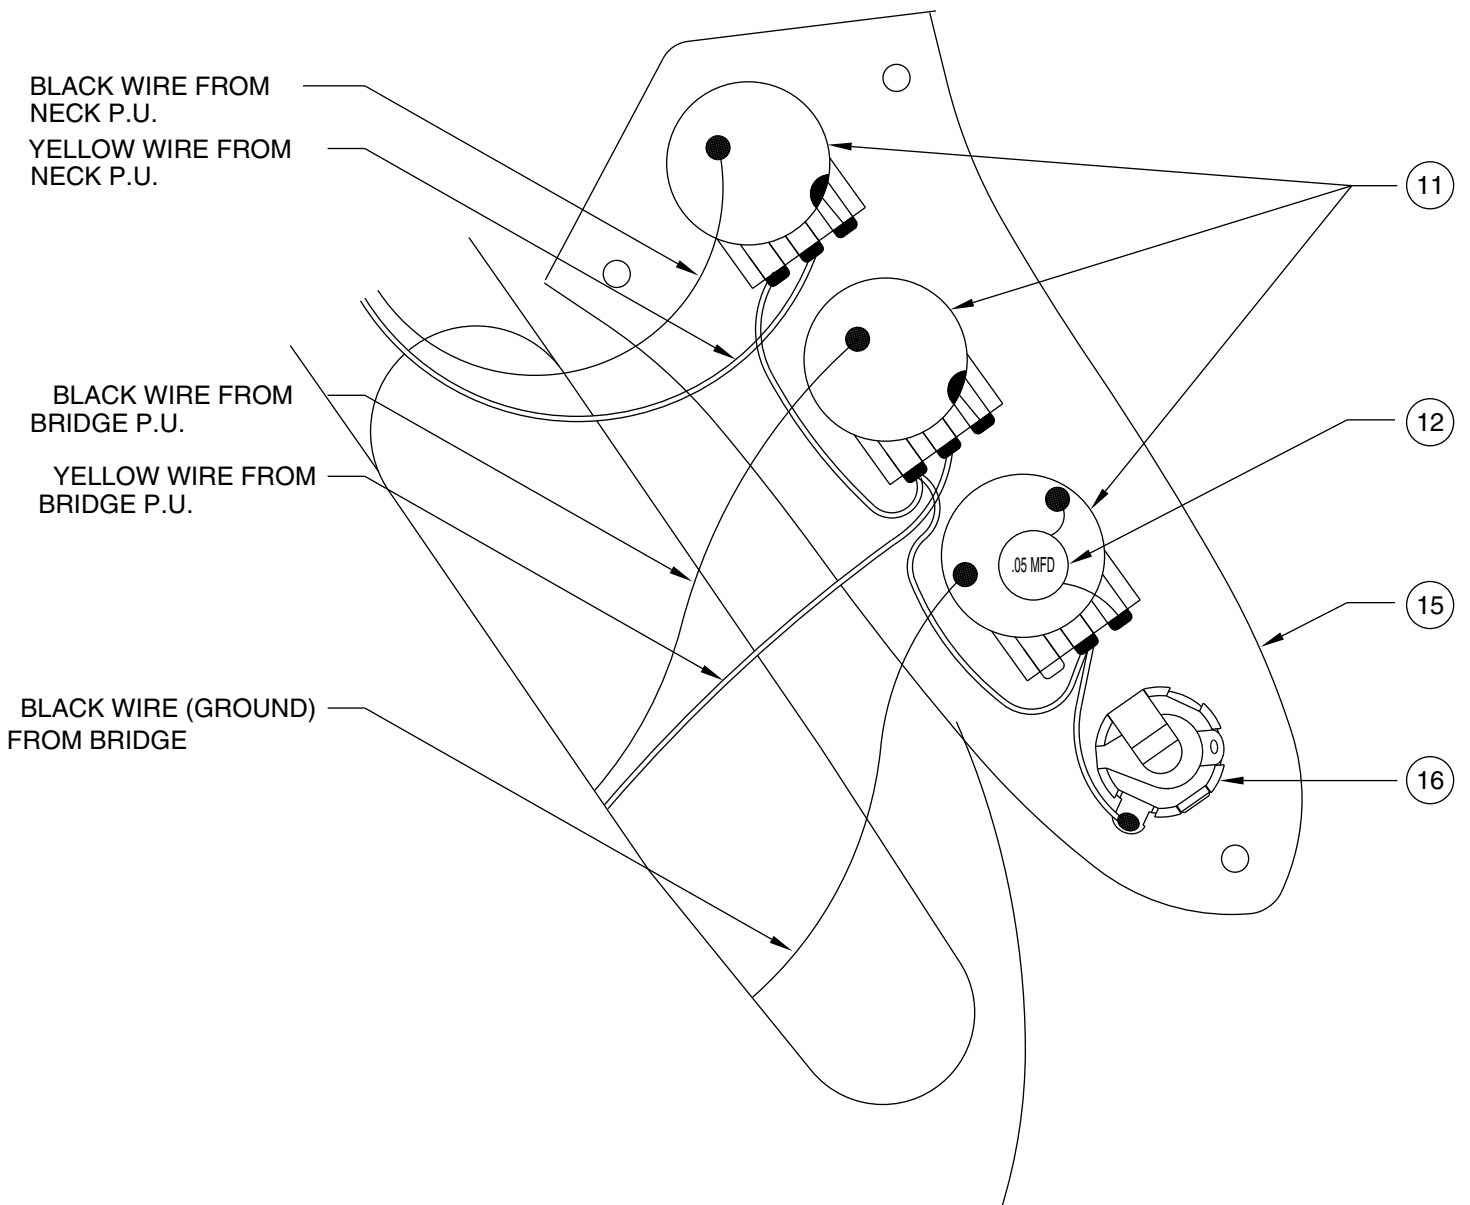 BLACK WIRE FROM
NECK P.U.
YELLOW WIRE FROM
NECK P.U.
11
BLACK WIRE FROM
BRIDGE P.U.
12
YELLOW WIRE FROM
BRIDGE P.U.
.05 MFD
15
BLACK WIRE (GROUND)
FROM BRIDGE
16